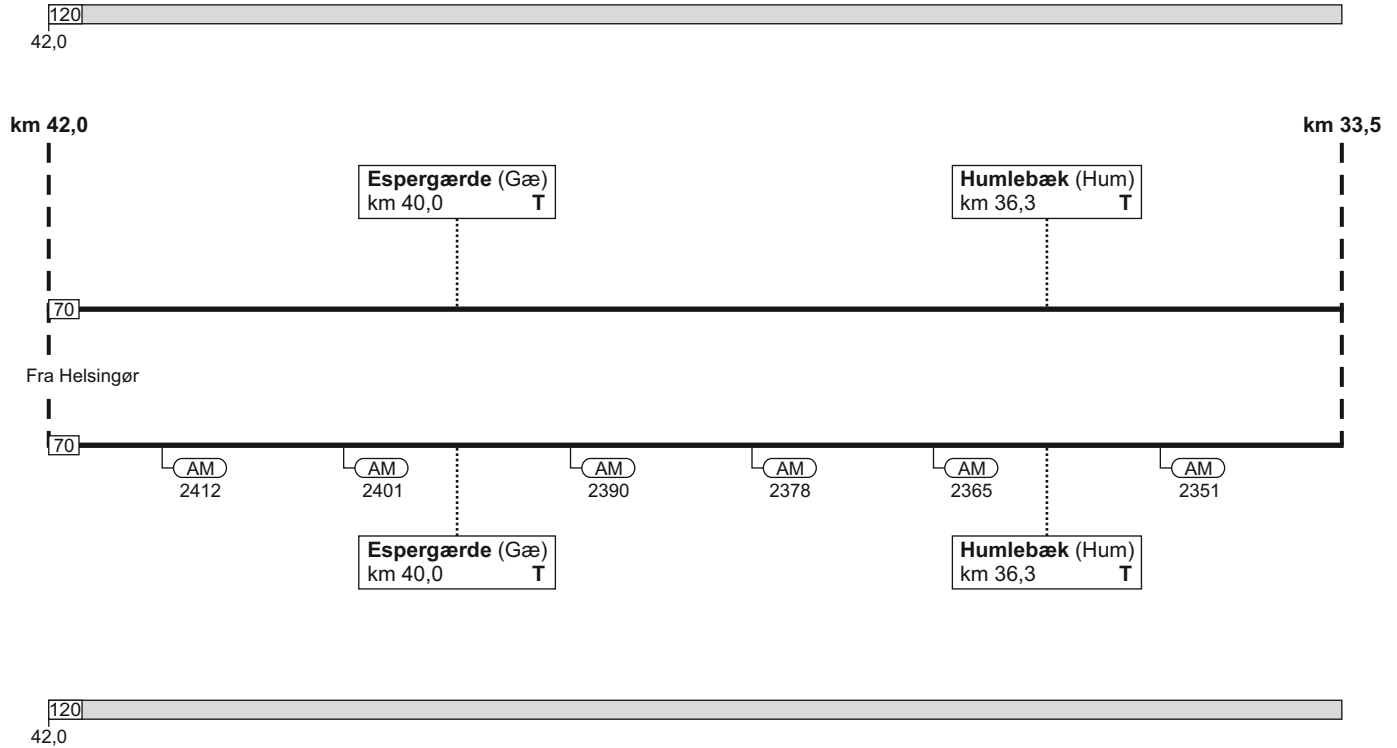 120
42,0
km 42,0
km 33,5
Espergærde (Gæ)
km 40,0 T
Humlebæk (Hum)
km 36,3 T
70
Fra Helsingør
70
AM AM AM AM AM AM
2412 2401 2390 2378 2365 2351
Espergærde (Gæ)
km 40,0 T
Humlebæk (Hum)
km 36,3 T
120
42,0